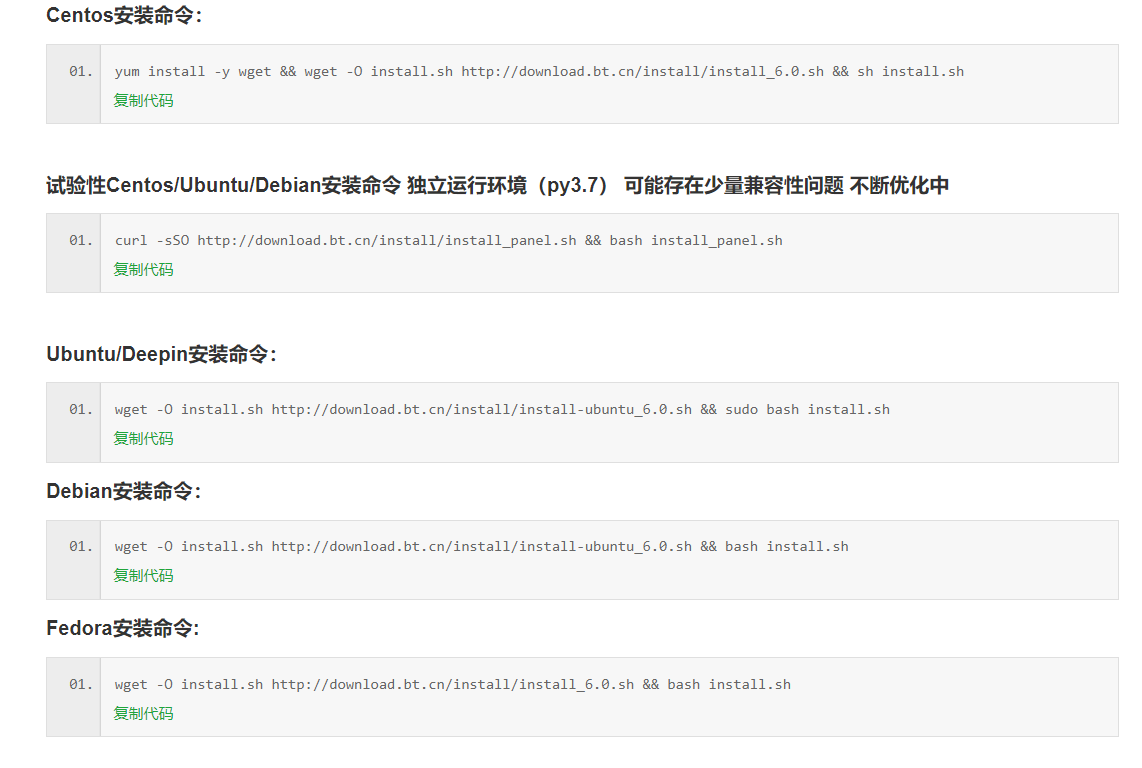 Centos安装命令：
01. yum install -y wget && wget -O install.sh http://download.bt.cn/install/install_6.0.sh && sh install.sh
复制代码
试验性Centos/Ubuntu/Debian安装命令 独立运行环境（py3.7） 可能存在少量兼容性问题 不断优化中
01. curl -sSO http://download.bt.cn/install/install_panel.sh && bash install_panel.sh
复制代码
Ubuntu/Deepin安装命令：
01. wget -O install.sh http://download.bt.cn/install/install-ubuntu_6.0.sh && sudo bash install.sh
复制代码
Debian安装命令：
01. wget -O install.sh http://download.bt.cn/install/install-ubuntu_6.0.sh && bash install.sh
复制代码
Fedora安装命令:
01. wget -O install.sh http://download.bt.cn/install/install_6.0.sh && bash install.sh
复制代码